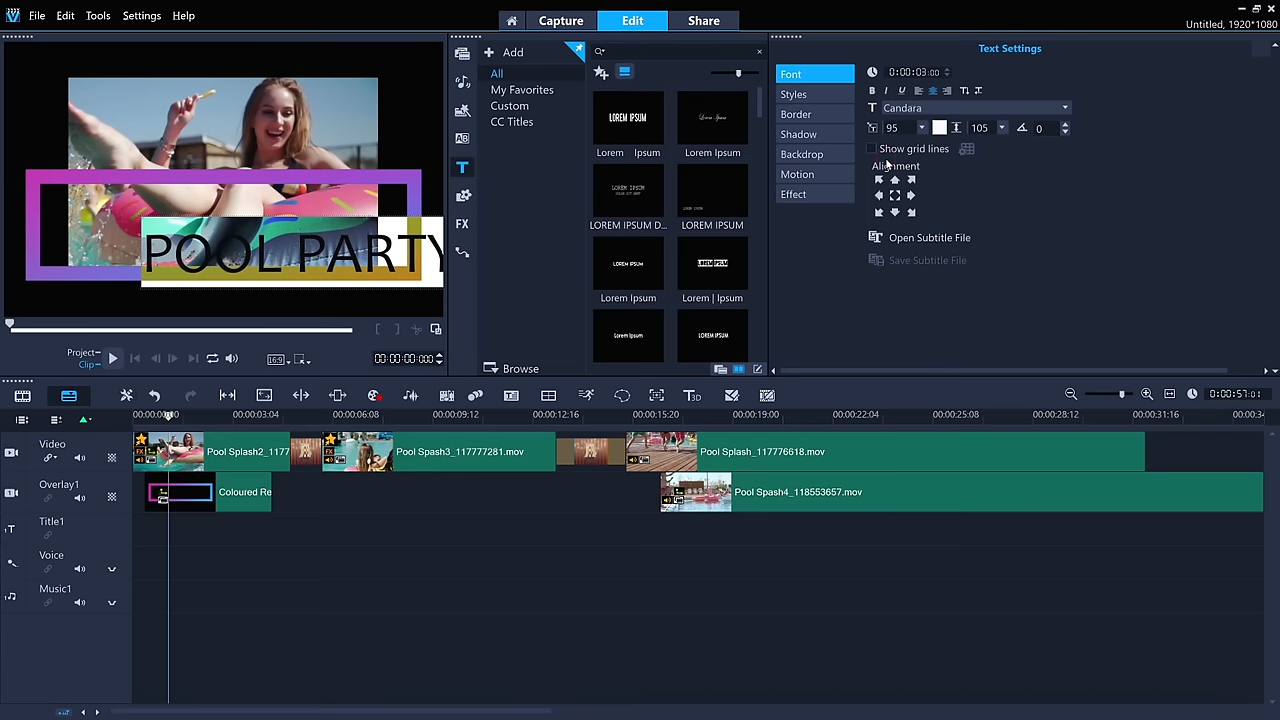 File Edit Tools Settings Help
Capture Edit Share
Untitled, 1920*1080
POOL PARTY
Project-
Clip-
16:9
00:00:00:000
Add
All
My Favorites
Custom
CC Titles
Browse
LOREM IPSUM
Lorem Ipsum
Lorem Ipsum
Lorem Ipsum
LOREM IPSUM
LOREM IPSUM D...
LOREM IPSUM
LOREM IPSUM
Lorem Ipsum
LOREM IPSUM
Lorem | Ipsum
Lorem Ipsum
LOREM IPSUM
Text Settings
Font
Styles
Border
Shadow
Backdrop
Motion
Effect
0:00:03:00
B I U
Candara
95 105 0
Show grid lines
Alignment
Open Subtitle File
Save Subtitle File
0:00:57:01
00:00:03:04 00:00:06:08 00:00:09:12 00:00:12:16 00:00:15:20 00:00:19:00 00:00:22:04 00:00:25:08 00:00:28:12 00:00:31:16 00:00:34
Video
Pool Splash2_1177
Pool Spash3_117777281.mov
Pool Splash_117776618.mov
Overlay1
Coloured Re
Pool Spash4_118553657.mov
Title1
Voice
Music1